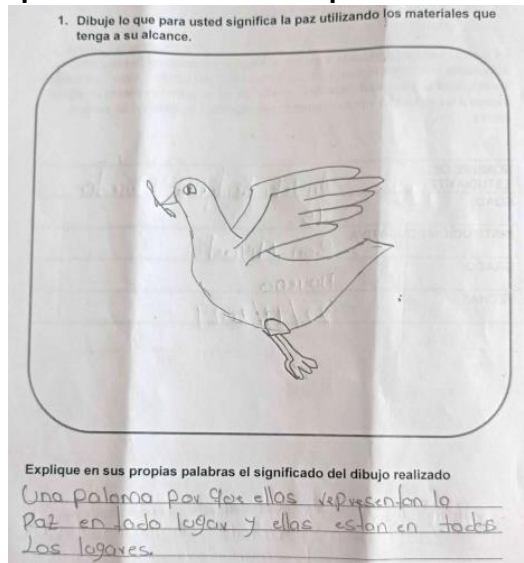 1. Dibuje lo que para usted significa la paz utilizando los materiales que
tenga a su alcance.
Explique en sus propias palabras el significado del dibujo realizado
Una paloma por que ellas representan la
Paz en todo lugar y ellas estan en todos
Los lugares.